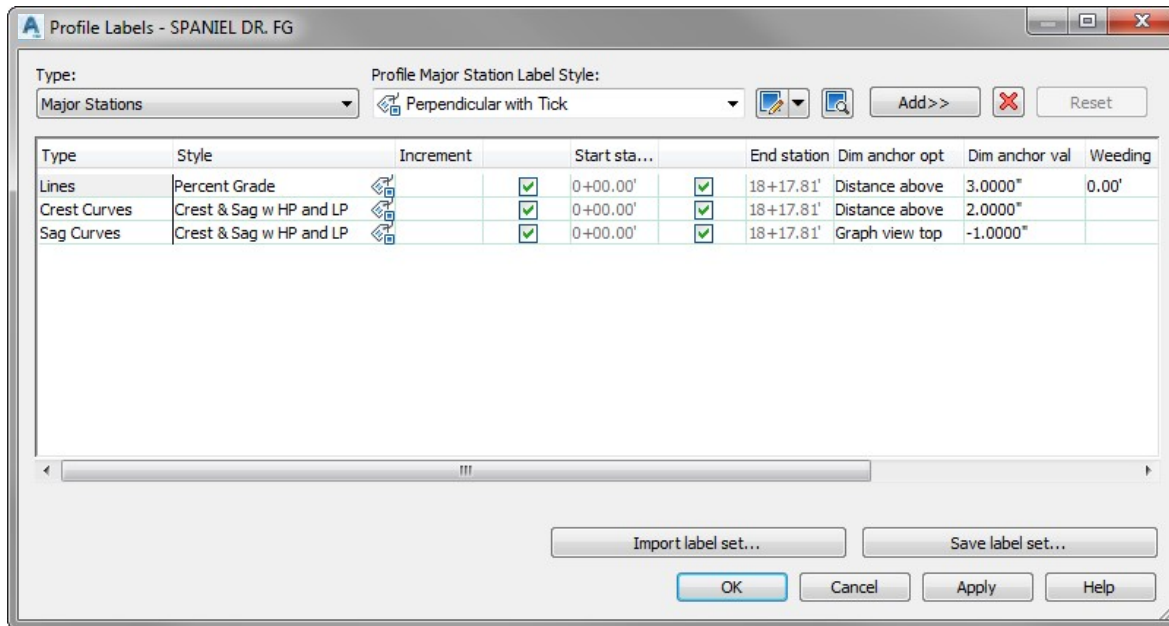 Profile Labels - SPANIEL DR. FG
Type: Profile Major Station Label Style:
Major Stations Perpendicular with Tick Add>> Reset
Type Style Increment Start sta... End station Dim anchor opt Dim anchor val Weeding
Lines Percent Grade 0+00.00' 18+17.81' Distance above 3.0000" 0.00'
Crest Curves Crest & Sag w HP and LP 0+00.00' 18+17.81' Distance above 2.0000"
Sag Curves Crest & Sag w HP and LP 0+00.00' 18+17.81' Graph view top -1.0000"
Import label set... Save label set...
OK Cancel Apply Help